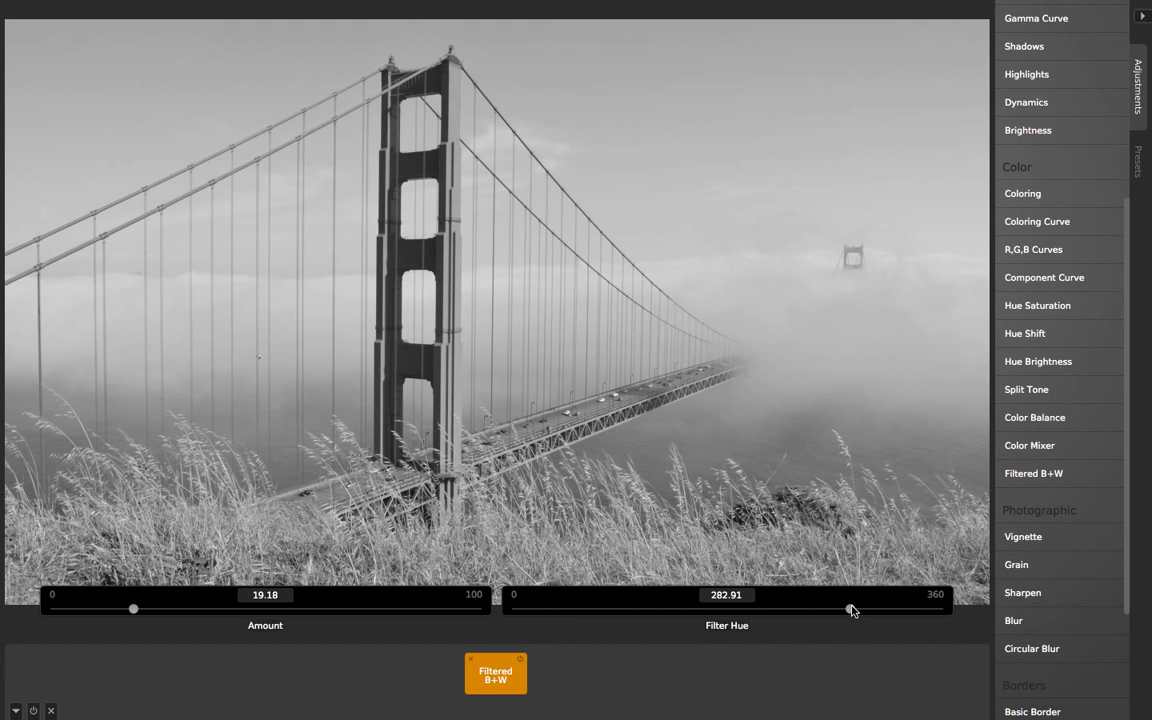 Gamma Curve
Shadows
Highlights
Dynamics
Brightness
Color
Coloring
Coloring Curve
R,G,B Curves
Component Curve
Hue Saturation
Hue Shift
Hue Brightness
Split Tone
Color Balance
Color Mixer
Filtered B+W
Photographic
Vignette
Grain
Sharpen
Blur
Circular Blur
Borders
Basic Border
Adjustments
Presets
0 19.18 100
Amount
0 282.91 360
Filter Hue
Filtered
B+W